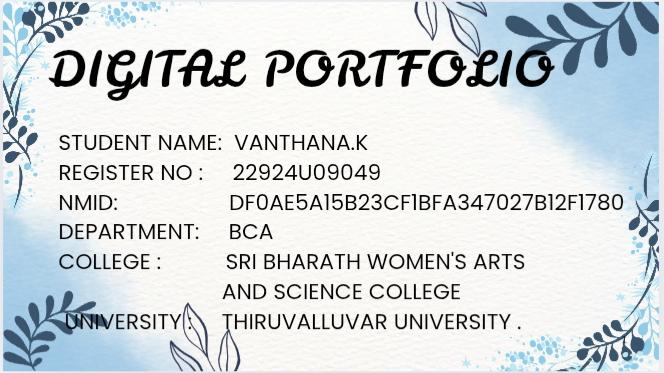 DIGITAL PORTFOLIO
STUDENT NAME: VANTHANA.K
REGISTER NO : 22924U09049
NMID: DF0AE5A15B23CF1BFA347027B12F1780
DEPARTMENT: BCA
COLLEGE : SRI BHARATH WOMEN'S ARTS
AND SCIENCE COLLEGE
UNIVERSITY : THIRUVALLUVAR UNIVERSITY .